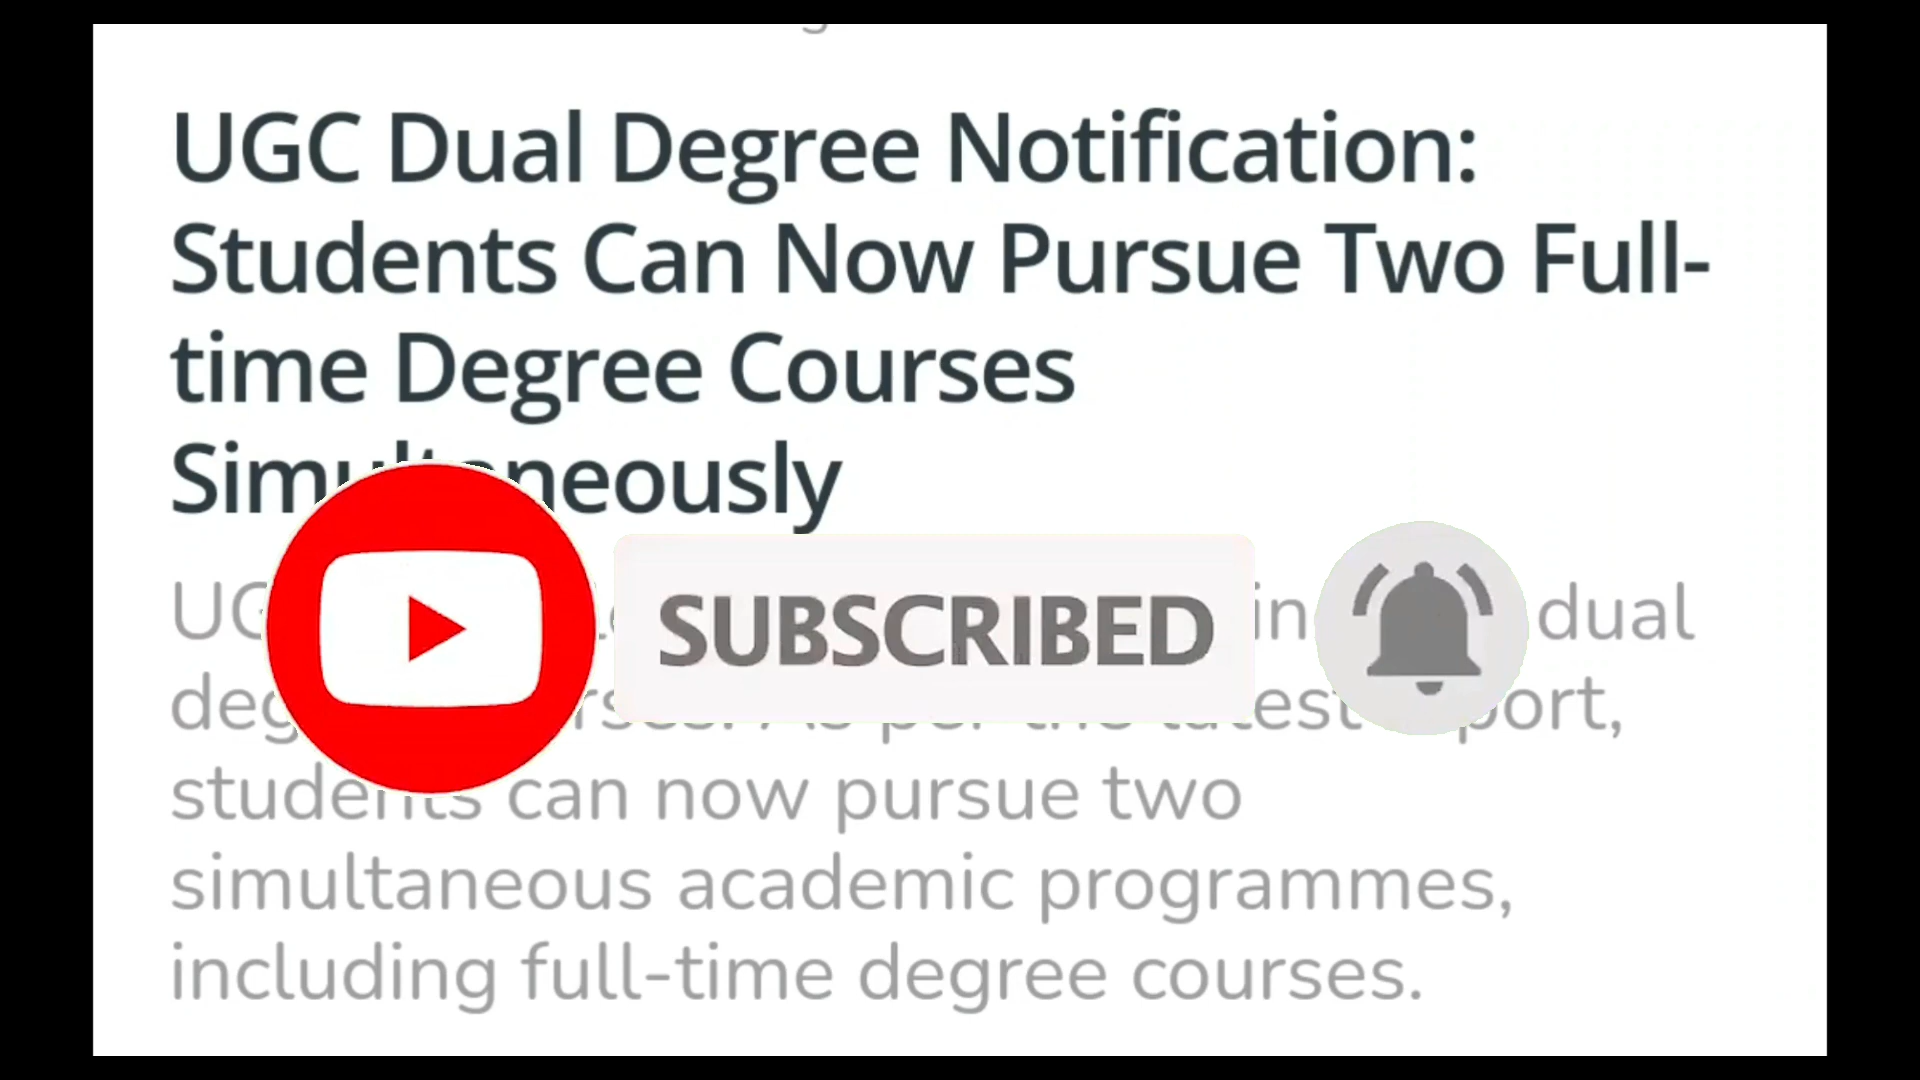 UGC Dual Degree Notification:
Students Can Now Pursue Two Full-
time Degree Courses
Simultaneously
SUBSCRIBED
dual
students can now pursue two
simultaneous academic programmes,
including full-time degree courses.